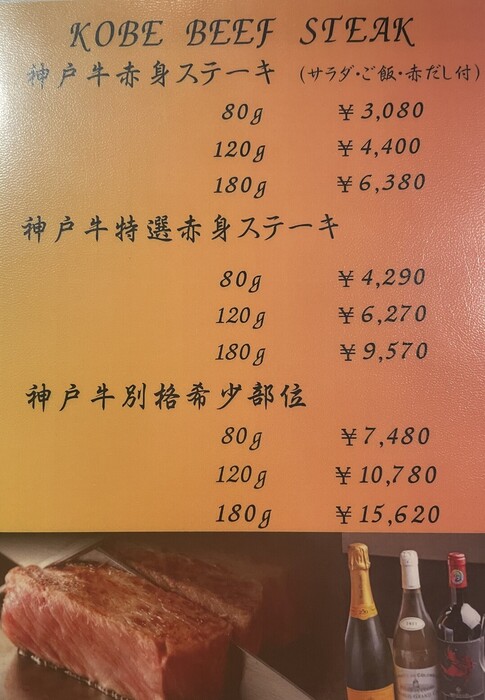 KOBE BEEF STEAK
神戸牛赤身ステーキ (サラダ・ご飯・赤だし付)
80g ¥3,080
120g ¥4,400
180g ¥6,380
神戸牛特選赤身ステーキ
80g ¥4,290
120g ¥6,270
180g ¥9,570
神戸牛別格希少部位
80g ¥7,480
120g ¥10,780
180g ¥15,620